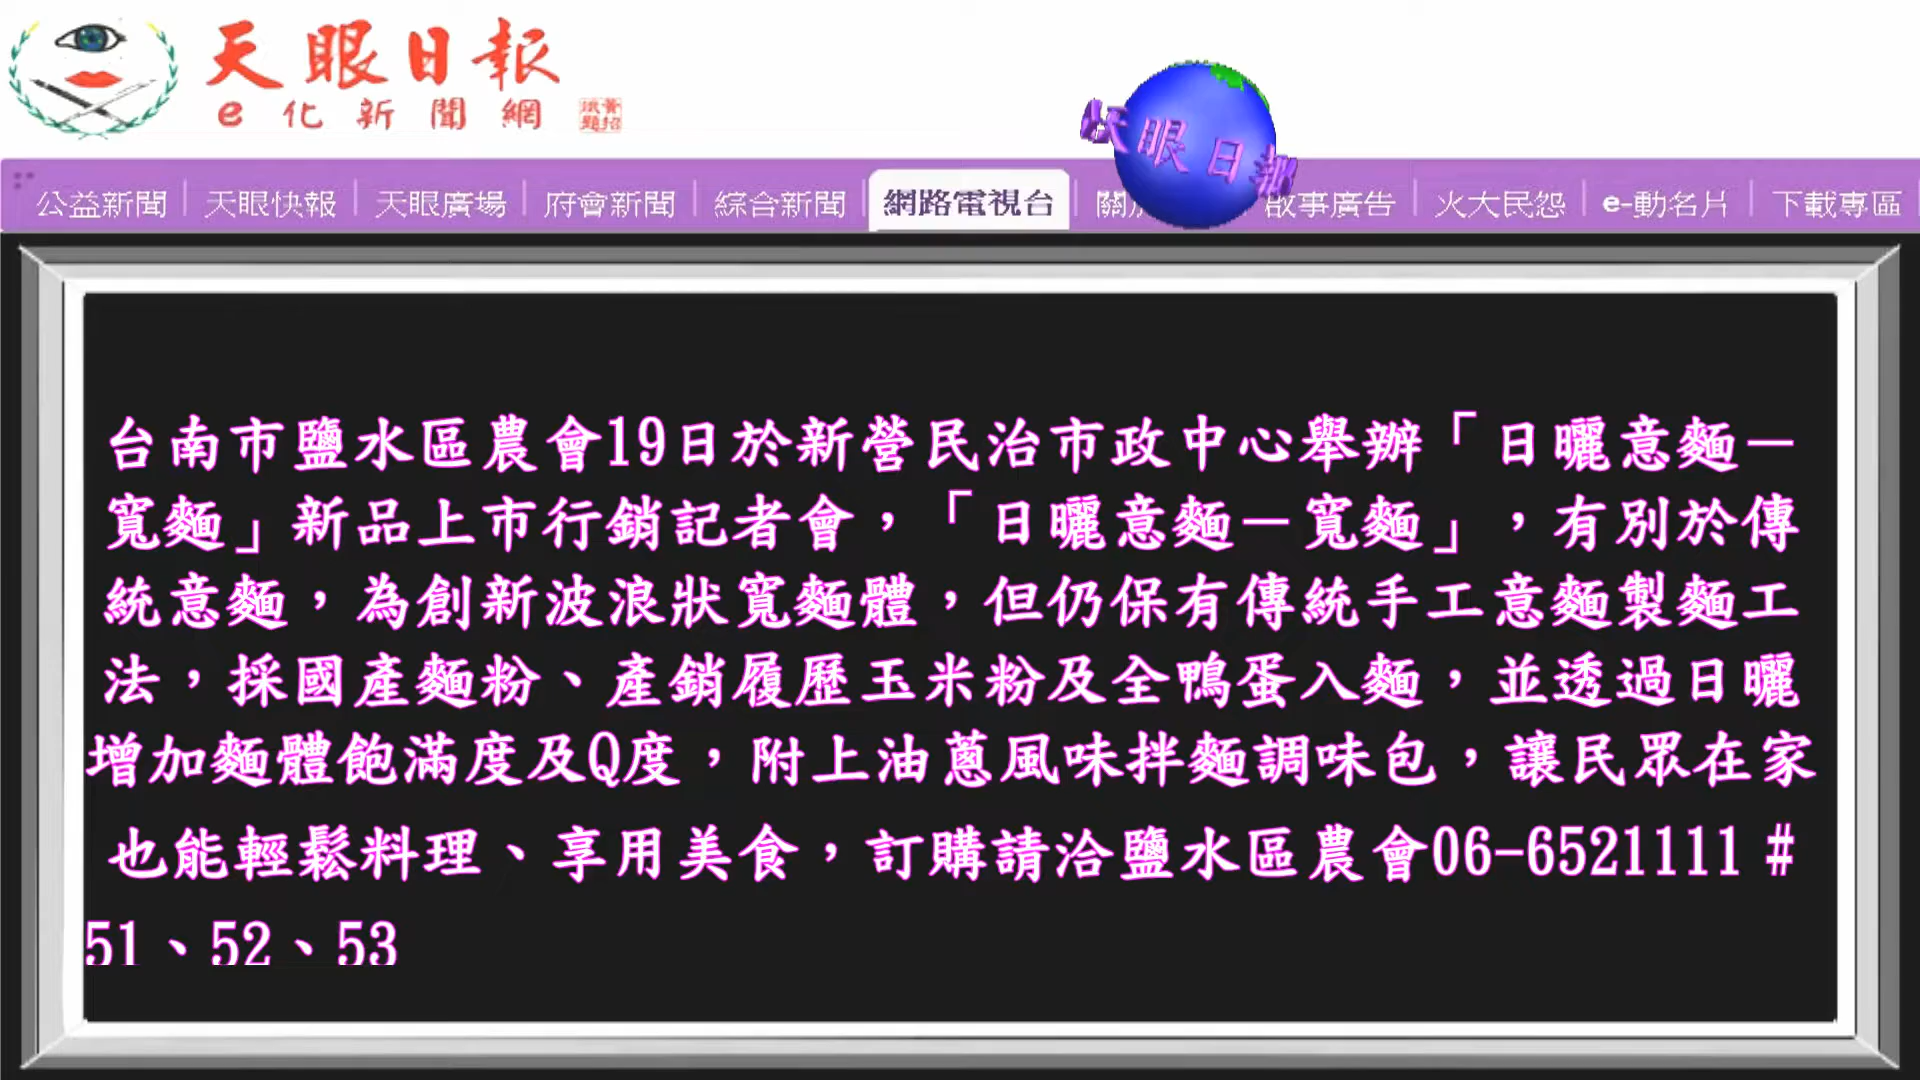 天眼日報
e化新聞網
天眼日報
公益新聞
天眼快報
天眼廣場
府會新聞
綜合新聞
網路電視台
啟事廣告
火大民怨
e-動名片
下載專區
台南市鹽水區農會19日於新營民治市政中心舉辦「日曬意麵－
寬麵」新品上市行銷記者會，「日曬意麵－寬麵」，有別於傳
統意麵，為創新波浪狀寬麵體，但仍保有傳統手工意麵製麵工
法，採國產麵粉、產銷履歷玉米粉及全鴨蛋入麵，並透過日曬
增加麵體飽滿度及Q度，附上油蔥風味拌麵調味包，讓民眾在家
也能輕鬆料理、享用美食，訂購請洽鹽水區農會06-6521111＃
51、52、53